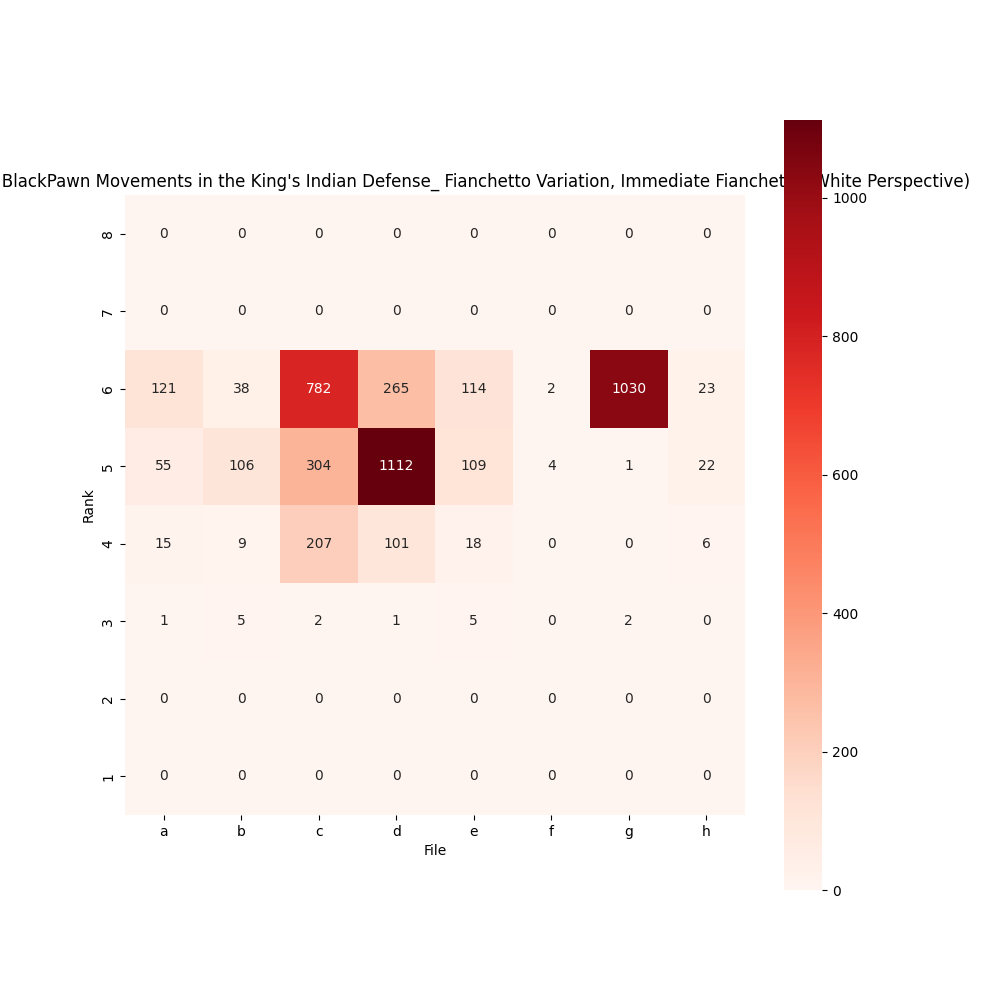 BlackPawn Movements in the King's Indian Defense_ Fianchetto Variation, Immediate White Perspective)
1000
8 0 0 0 0 0 0 0 0
7 0 0 0 0 0 0 0 0
800
6 121 38 782 265 114 2 1030 23
600
5 55 106 304 1112 109 4 1 22
Rank
4 15 9 207 101 18 0 0 6
400
3 1 5 2 1 5 0 2 0
2 0 0 0 0 0 0 0 0
200
1 0 0 0 0 0 0 0 0
a b c d e f g h
File
0